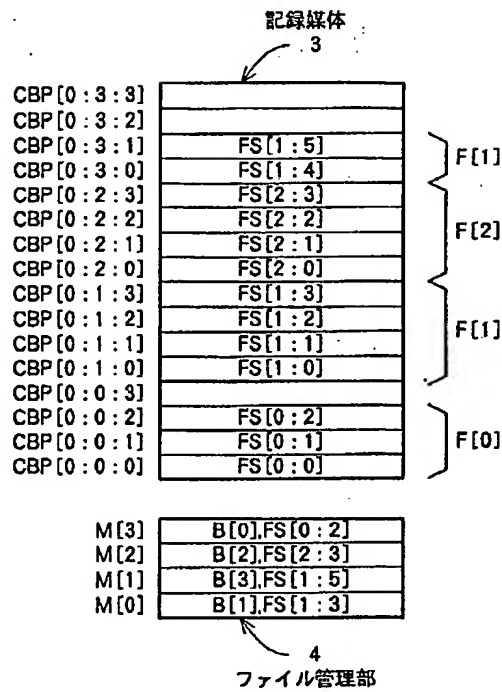 記録媒体
3
CBP[0:3:3]
CBP[0:3:2]
CBP[0:3:1] FS[1:5]
CBP[0:3:0] FS[1:4]
F[1]
CBP[0:2:3] FS[2:3]
CBP[0:2:2] FS[2:2]
CBP[0:2:1] FS[2:1]
CBP[0:2:0] FS[2:0]
F[2]
CBP[0:1:3] FS[1:3]
CBP[0:1:2] FS[1:2]
CBP[0:1:1] FS[1:1]
CBP[0:1:0] FS[1:0]
F[1]
CBP[0:0:3]
CBP[0:0:2] FS[0:2]
CBP[0:0:1] FS[0:1]
CBP[0:0:0] FS[0:0]
F[0]
M[3] B[0],FS[0:2]
M[2] B[2],FS[2:3]
M[1] B[3],FS[1:5]
M[0] B[1],FS[1:3]
4
ファイル管理部